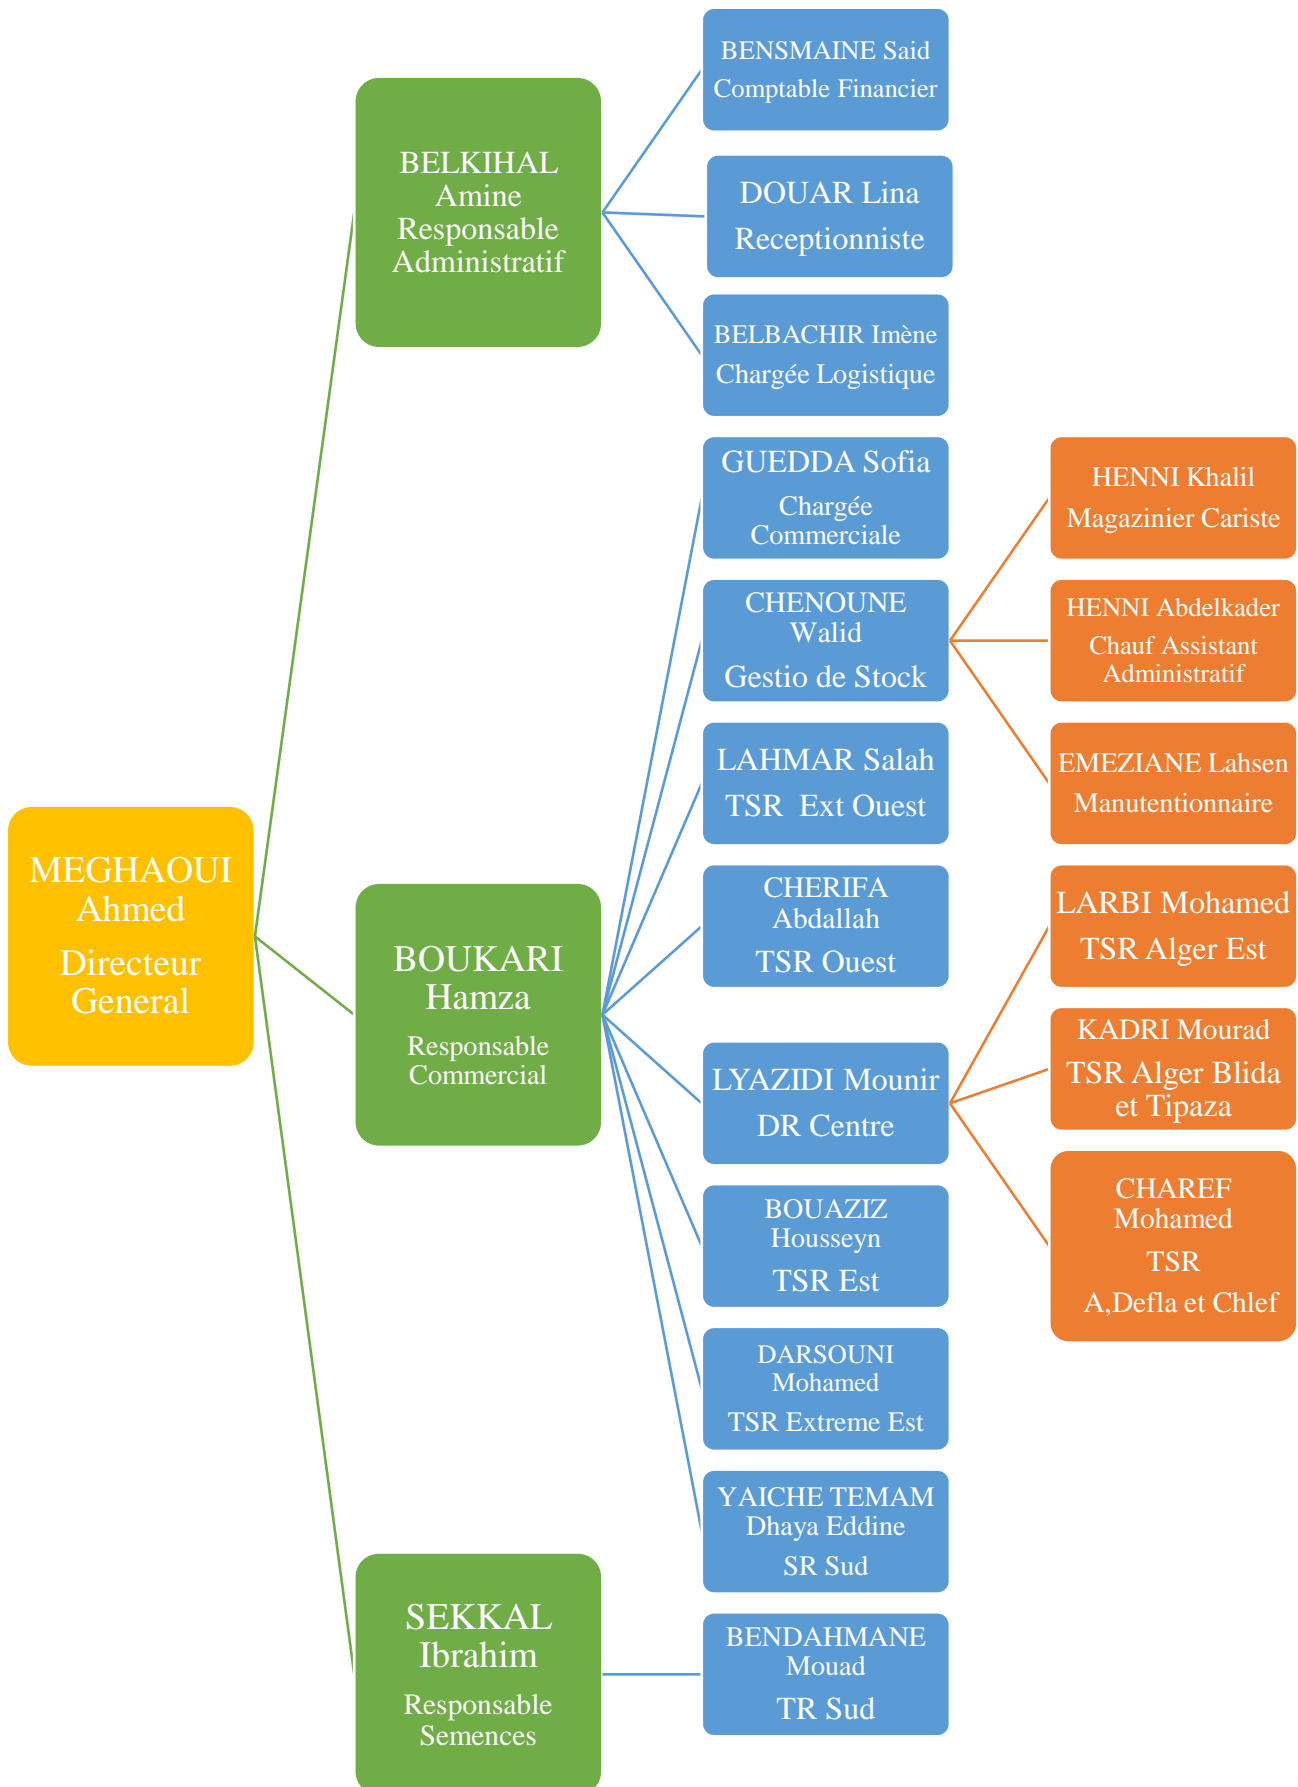 MEGHAOUI
Ahmed
Directeur
General
BELKIHAL
Amine
Responsable
Administratif
BENSMAINE Said
Comptable Financier
DOUAR Lina
Receptionniste
BELBACHIR Imène
Chargée Logistique
BOUKARI
Hamza
Responsable
Commercial
GUEDDA Sofia
Chargée
Commerciale
CHENOUNE
Walid
Gestio de Stock
HENNI Khalil
Magazinier Cariste
HENNI Abdelkader
Chauf Assistant
Administratif
EMEZIANE Lahsen
Manutentionnaire
LAHMAR Salah
TSR  Ext Ouest
CHERIFA
Abdallah
TSR Ouest
LYAZIDI Mounir
DR Centre
LARBI Mohamed
TSR Alger Est
KADRI Mourad
TSR Alger Blida
et Tipaza
CHAREF
Mohamed
TSR
A,Defla et Chlef
BOUAZIZ
Housseyn
TSR Est
DARSOUNI
Mohamed
TSR Extreme Est
YAICHE TEMAM
Dhaya Eddine
SR Sud
SEKKAL
Ibrahim
Responsable
Semences
BENDAHMANE
Mouad
TR Sud